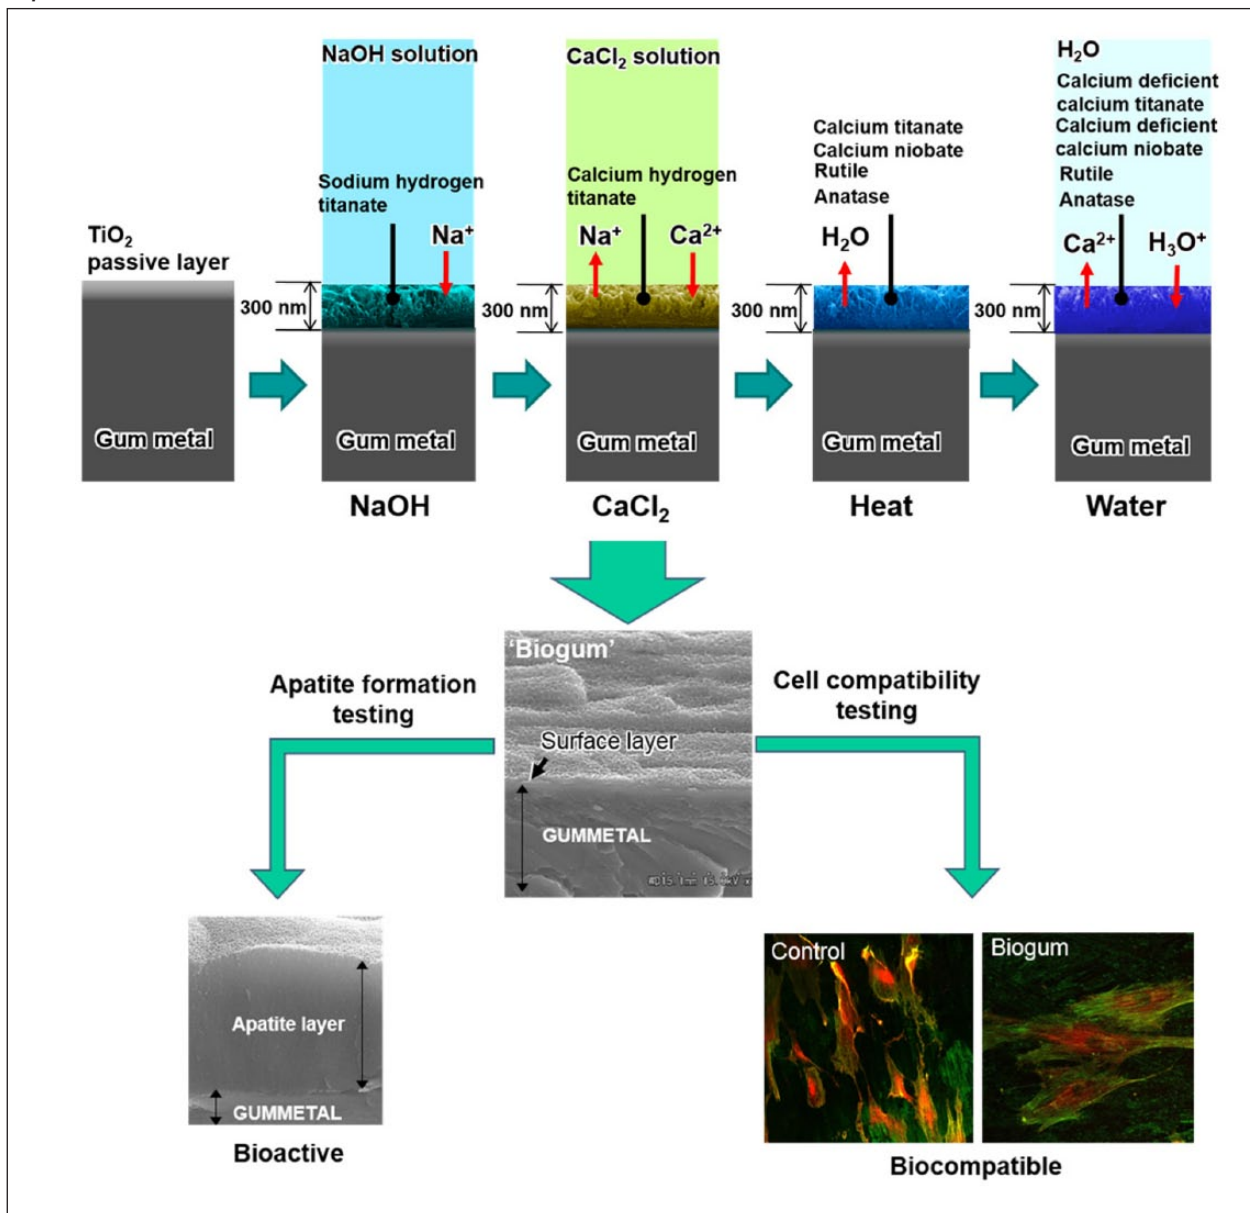 TiO2
passive layer
Gum metal
300 nm
NaOH solution
Sodium hydrogen
titanate
Na+
Gum metal
NaOH
300 nm
CaCl2 solution
Calcium hydrogen
titanate
Na+
Ca2+
Gum metal
CaCl2
300 nm
Calcium titanate
Calcium niobate
Rutile
Anatase
H2O
Gum metal
Heat
300 nm
H2O
Calcium deficient
calcium titanate
Calcium deficient
calcium niobate
Rutile
Anatase
Ca2+
H3O+
Gum metal
Water
'Biogum'
Surface layer
GUMMETAL
Apatite formation
testing
Cell compatibility
testing
Apatite layer
GUMMETAL
Bioactive
Control
Biogum
Biocompatible